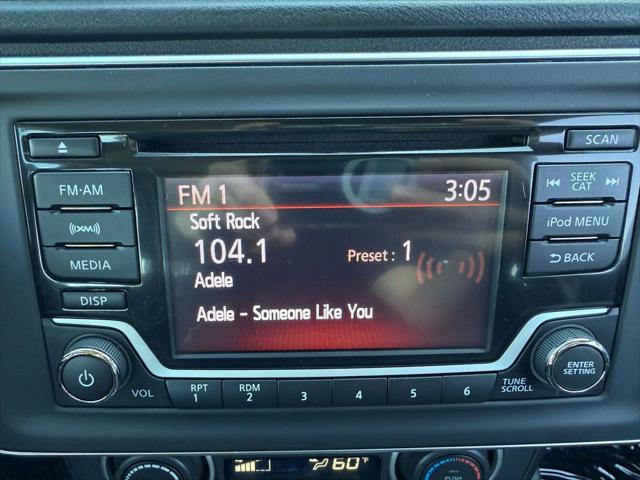 SCAN
FM·AM
FM 1
3:05
SEEK
CAT
Soft Rock
((XM))
104.1
Preset : 1
iPod MENU
MEDIA
Adele
BACK
DISP
Adele - Someone Like You
VOL
RPT
1
RDM
2
3
4
5
6
TUNE
SCROLL
ENTER
SETTING
60°F
PUSH